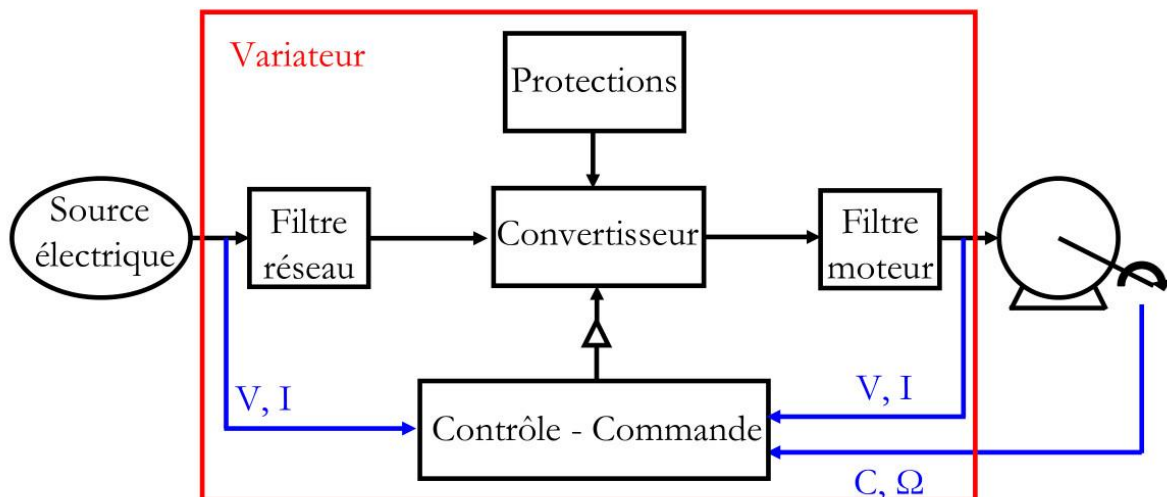 Variateur
Protections
Source
électrique
Filtre
réseau
Convertisseur
Filtre
moteur
V, I
V, I
Contrôle - Commande
C, Ω